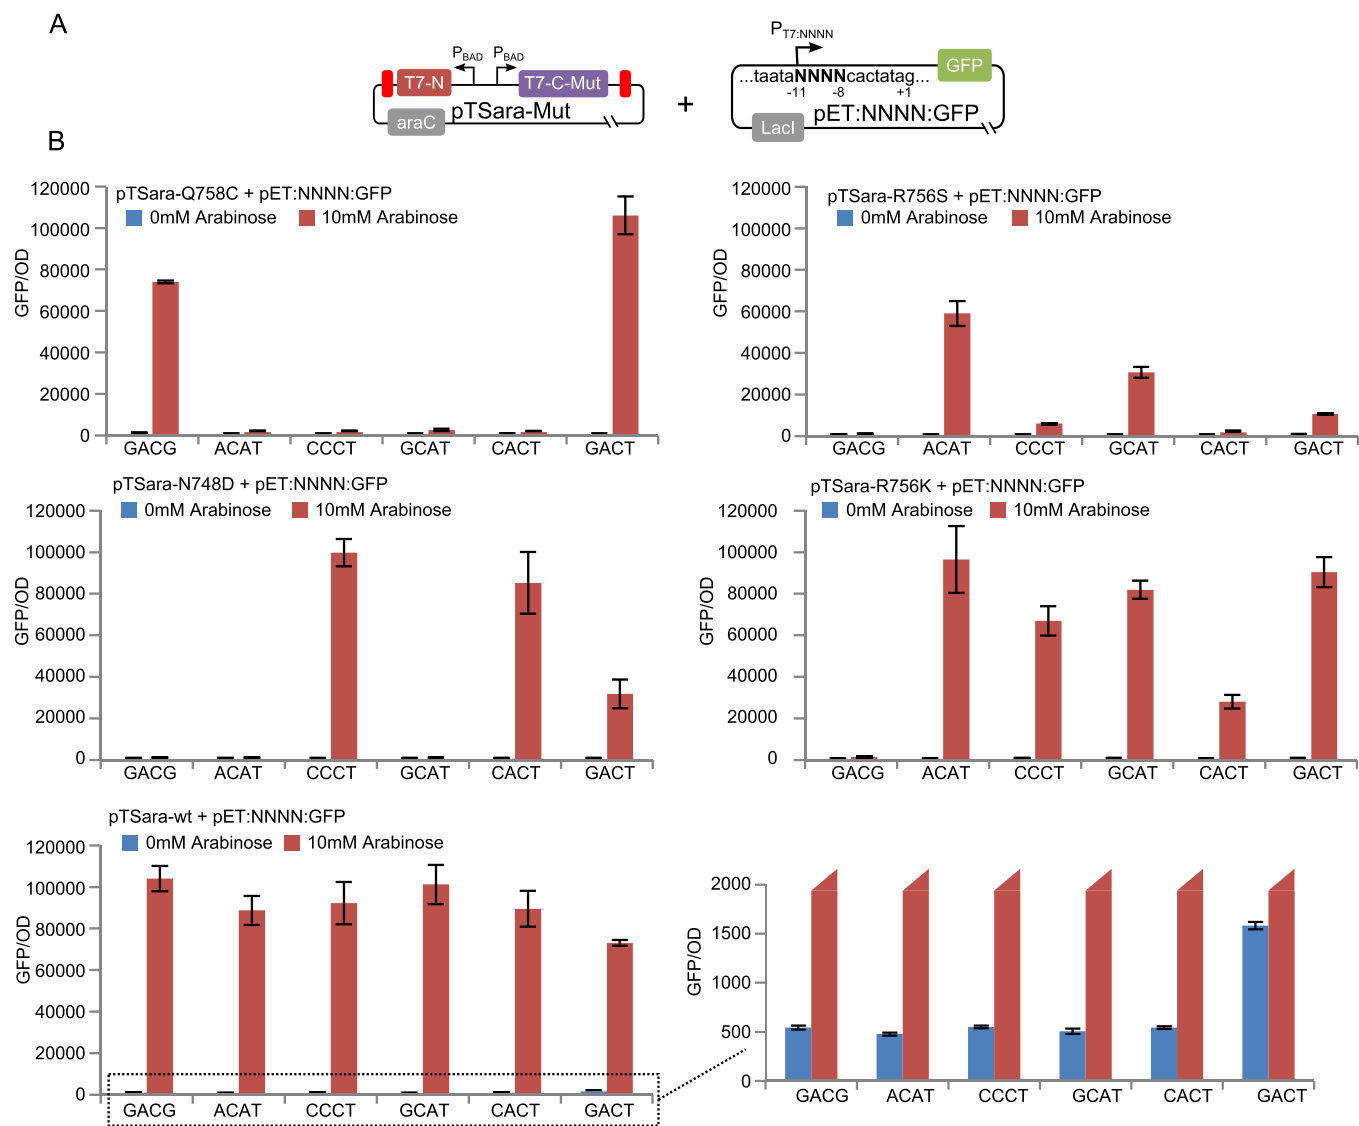 A
P_BAD P_BAD
T7-N T7-C-Mut
araC
pTSara-Mut
+
P_T7:NNNN
GFP
...taataNNNNcactatag...
-11 -8 +1
LacI
pET:NNNN:GFP
B
pTSara-Q758C + pET:NNNN:GFP
0mM Arabinose 10mM Arabinose
GFP/OD
120000
100000
80000
60000
40000
20000
0
GACG ACAT CCCT GCAT CACT GACT
pTSara-R756S + pET:NNNN:GFP
0mM Arabinose 10mM Arabinose
GFP/OD
120000
100000
80000
60000
40000
20000
0
GACG ACAT CCCT GCAT CACT GACT
pTSara-N748D + pET:NNNN:GFP
0mM Arabinose 10mM Arabinose
GFP/OD
120000
100000
80000
60000
40000
20000
0
GACG ACAT CCCT GCAT CACT GACT
pTSara-R756K + pET:NNNN:GFP
0mM Arabinose 10mM Arabinose
GFP/OD
120000
100000
80000
60000
40000
20000
0
GACG ACAT CCCT GCAT CACT GACT
pTSara-wt + pET:NNNN:GFP
0mM Arabinose 10mM Arabinose
GFP/OD
120000
100000
80000
60000
40000
20000
0
GACG ACAT CCCT GCAT CACT GACT
GFP/OD
2000
1500
1000
500
0
GACG ACAT CCCT GCAT CACT GACT